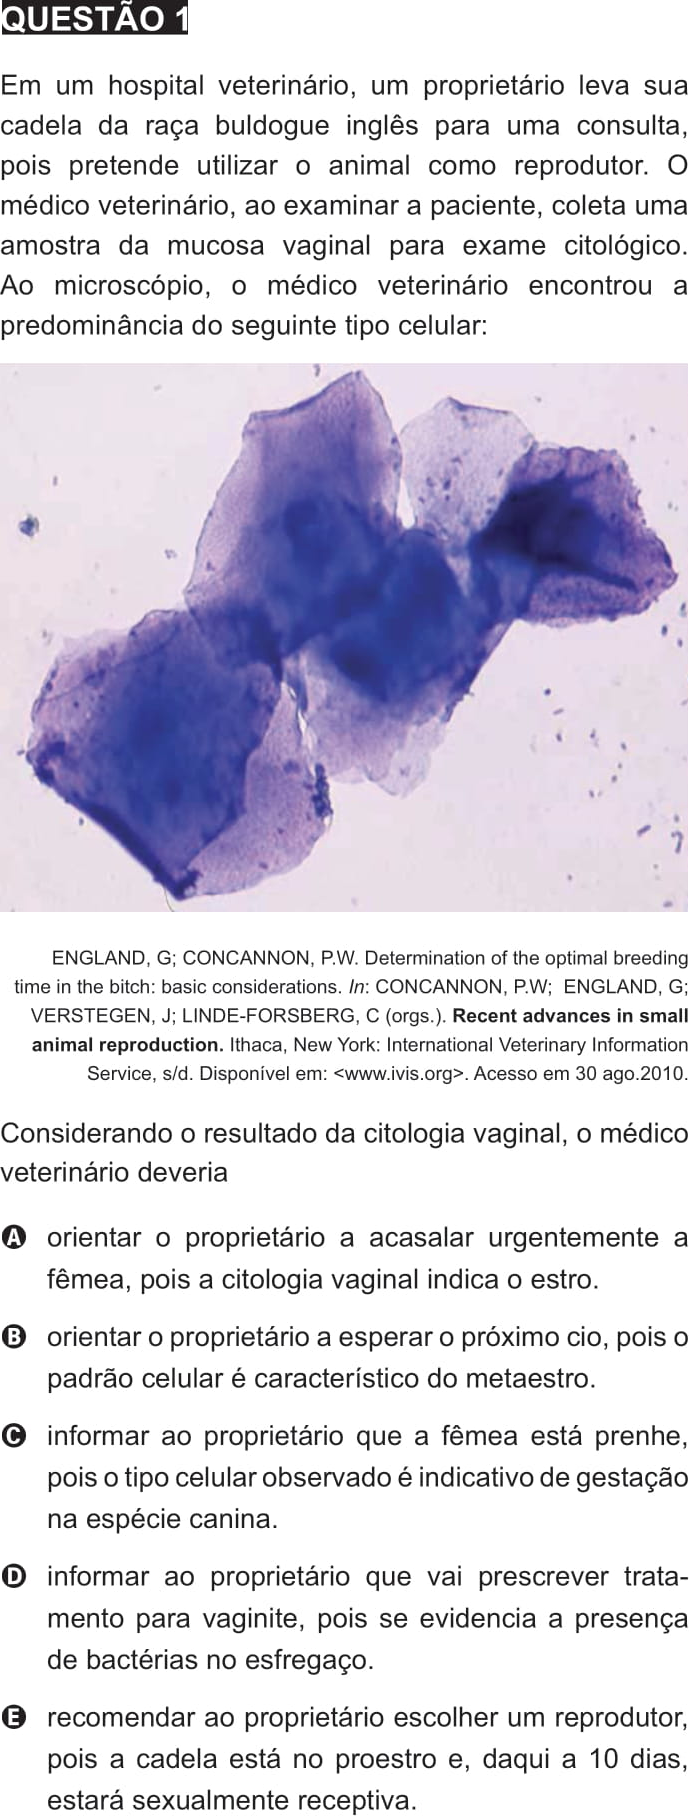 QUESTÃO 1
Em um hospital veterinário, um proprietário leva sua
cadela da raça buldogue inglês para uma consulta,
pois pretende utilizar o animal como reprodutor. O
médico veterinário, ao examinar a paciente, coleta uma
amostra da mucosa vaginal para exame citológico.
Ao microscópio, o médico veterinário encontrou a
predominância do seguinte tipo celular:
ENGLAND, G; CONCANNON, P.W. Determination of the optimal breeding
time in the bitch: basic considerations. In: CONCANNON, P.W; ENGLAND, G;
VERSTEGEN, J; LINDE-FORSBERG, C (orgs.). Recent advances in small
animal reproduction. Ithaca, New York: International Veterinary Information
Service, s/d. Disponível em: <www.ivis.org>. Acesso em 30 ago.2010.
Considerando o resultado da citologia vaginal, o médico
veterinário deveria
A orientar o proprietário a acasalar urgentemente a
fêmea, pois a citologia vaginal indica o estro.
B orientar o proprietário a esperar o próximo cio, pois o
padrão celular é característico do metaestro.
C informar ao proprietário que a fêmea está prenhe,
pois o tipo celular observado é indicativo de gestação
na espécie canina.
D informar ao proprietário que vai prescrever trata-
mento para vaginite, pois se evidencia a presença
de bactérias no esfregaço.
E recomendar ao proprietário escolher um reprodutor,
pois a cadela está no proestro e, daqui a 10 dias,
estará sexualmente receptiva.